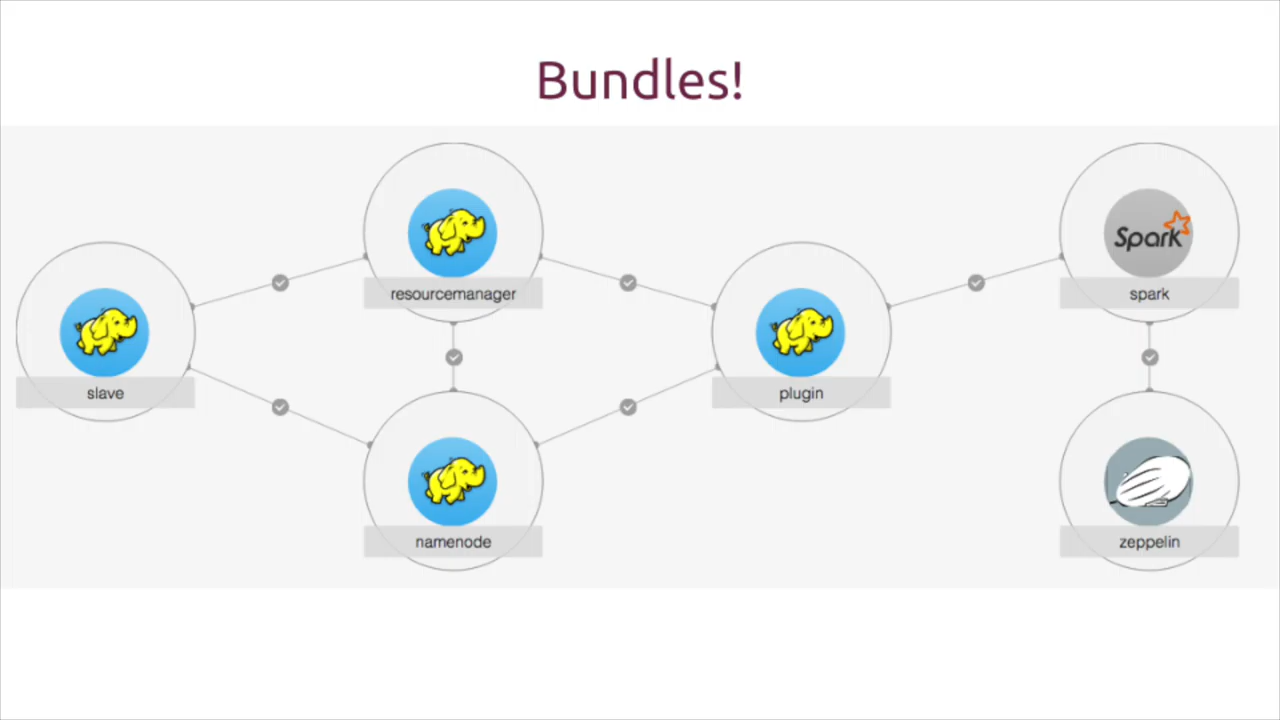 Bundles!
resourcemanager
Spark
spark
slave
plugin
namenode
zeppelin